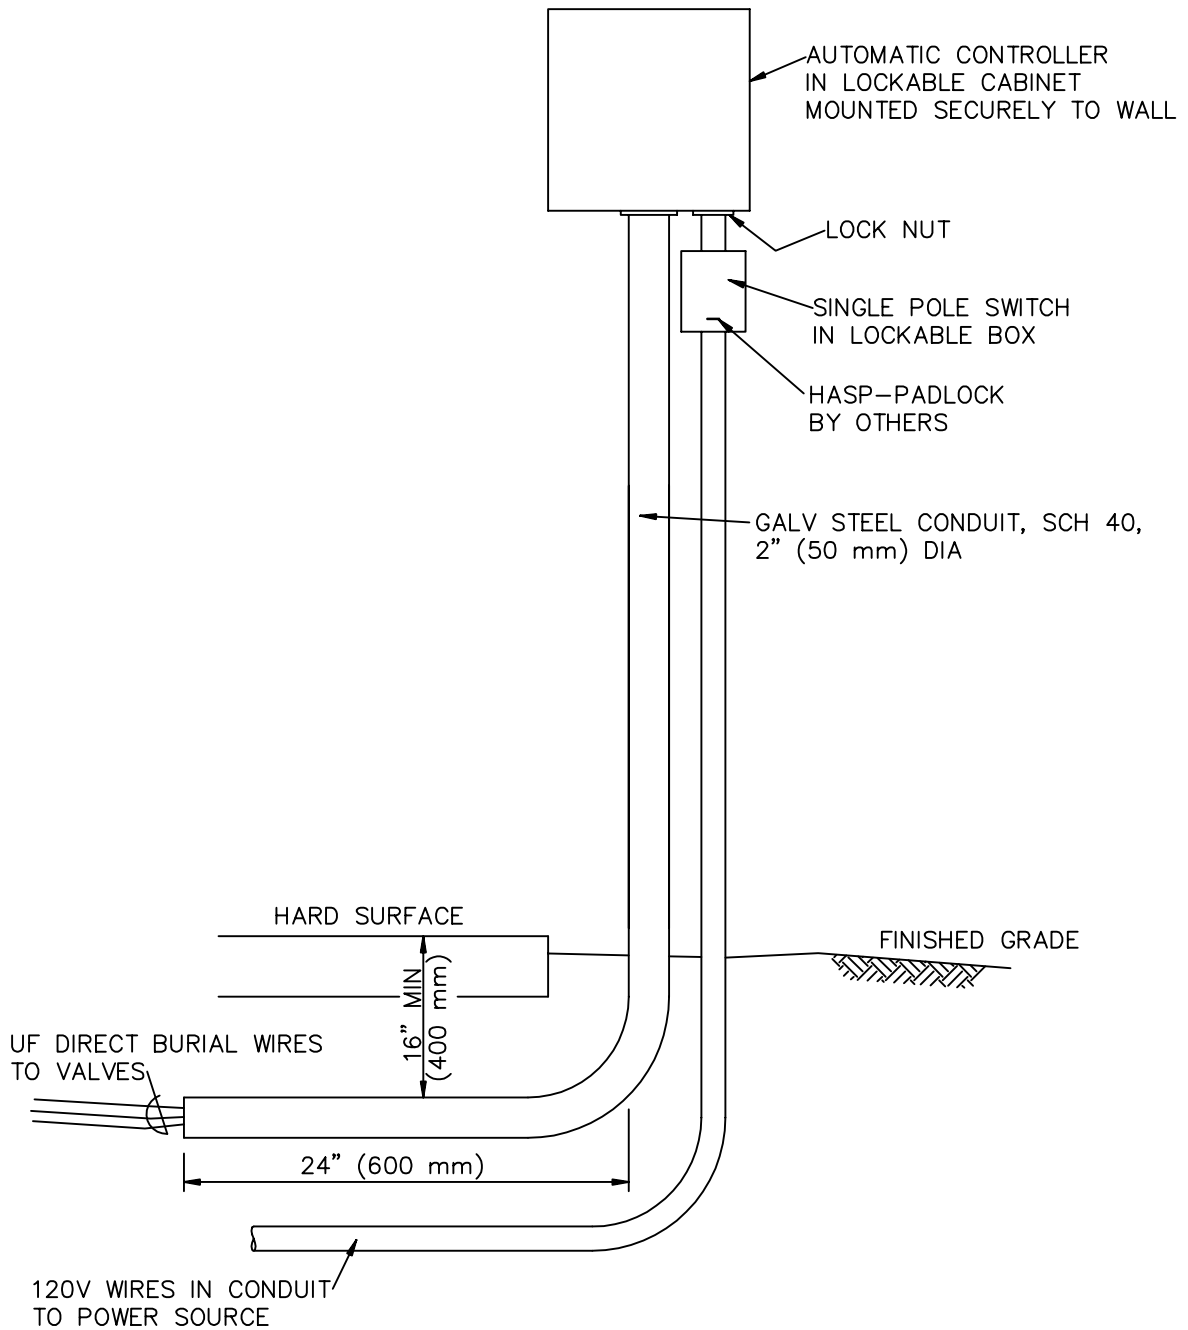 AUTOMATIC CONTROLLER
IN LOCKABLE CABINET
MOUNTED SECURELY TO WALL
LOCK NUT
SINGLE POLE SWITCH
IN LOCKABLE BOX
HASP-PADLOCK
BY OTHERS
GALV STEEL CONDUIT, SCH 40,
2" (50 mm) DIA
HARD SURFACE
FINISHED GRADE
16" MIN
(400 mm)
UF DIRECT BURIAL WIRES
TO VALVES
24" (600 mm)
120V WIRES IN CONDUIT
TO POWER SOURCE